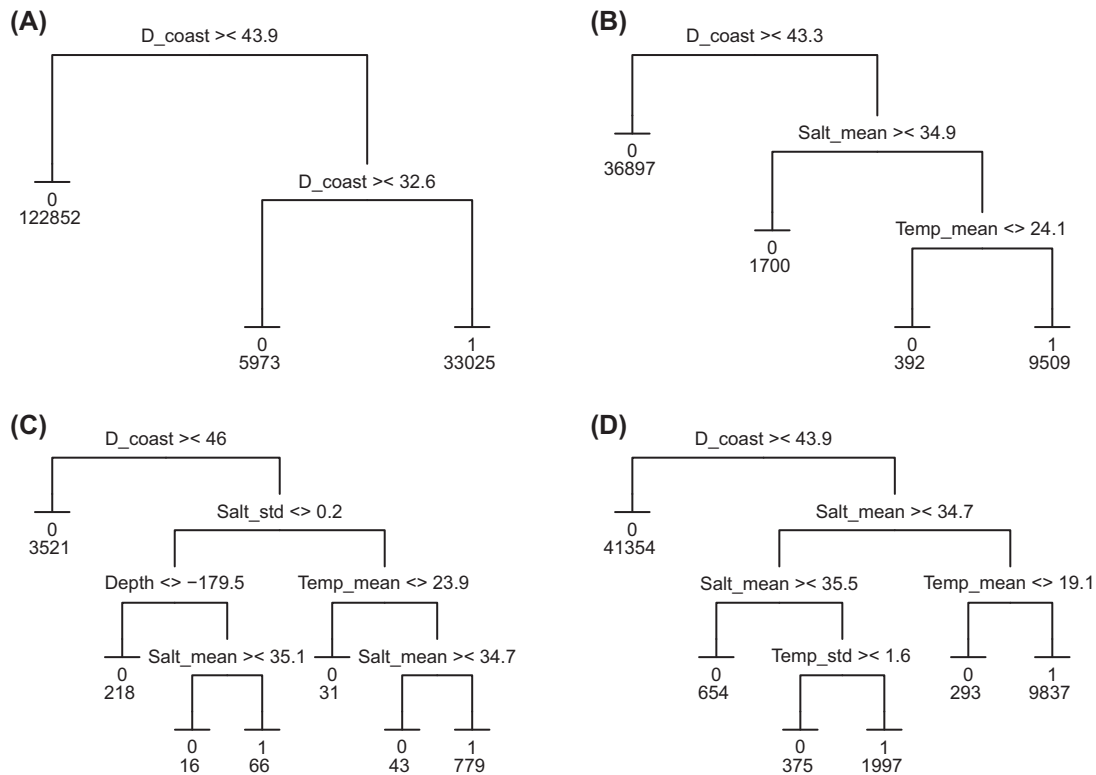 (A)
D_coast >< 43.9
0
122852
D_coast >< 32.6
0
5973
1
33025
(B)
D_coast >< 43.3
0
36897
Salt_mean >< 34.9
0
1700
Temp_mean <> 24.1
0
392
1
9509
(C)
D_coast >< 46
0
3521
Salt_std <> 0.2
Depth <> −179.5
Temp_mean <> 23.9
0
218
Salt_mean >< 35.1
0
31
Salt_mean >< 34.7
0
16
1
66
0
43
1
779
(D)
D_coast >< 43.9
0
41354
Salt_mean >< 34.7
Salt_mean >< 35.5
Temp_mean <> 19.1
0
654
Temp_std >< 1.6
0
293
1
9837
0
375
1
1997